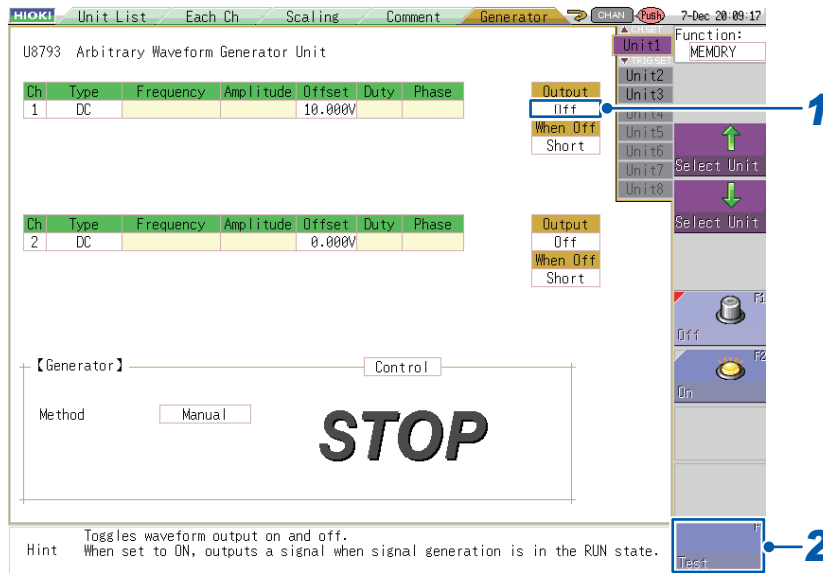 HIOKI Unit List Each Ch Scaling Comment Generator CHAN Push 7-Dec 20:09:17
U8793 Arbitrary Waveform Generator Unit
▲CH.SET
Unit1
▼TRIG.SET
Unit2
Unit3
Unit4
Unit5
Unit6
Unit7
Unit8
Function:
MEMORY
Ch Type Frequency Amplitude Offset Duty Phase
1 DC 10.000V
Output
Off
When Off
Short
1
Select Unit
Select Unit
Ch Type Frequency Amplitude Offset Duty Phase
2 DC 0.000V
Output
Off
When Off
Short
F1
Off
F2
On
【Generator】 Control
Method Manual
STOP
Hint Toggles waveform output on and off.
When set to ON, outputs a signal when signal generation is in the RUN state.
Test
2